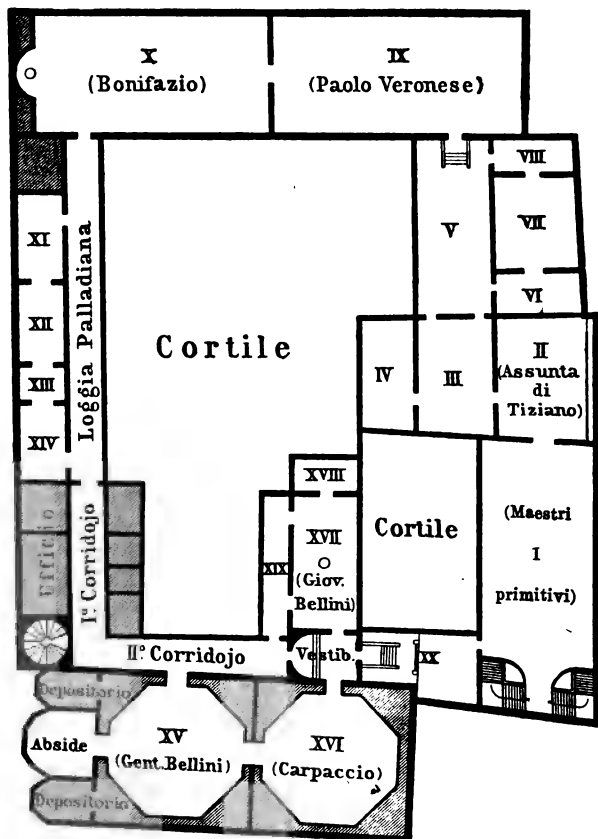 X
(Bonifazio)
IX
(Paolo Veronese)
VIII
V
VII
VI
XI
XII
XIII
XIV
Loggia Palladiana
Cortile
IV
III
II
(Assunta
di
Tiziano)
XVIII
XVII
(Giov.
Bellini)
XIX
Cortile
(Maestri
I
primitivi)
Ufficio
Iº Corridojo
IIº Corridojo
Vestib.
XX
Depositorio
Abside
XV
(Gent. Bellini)
XVI
(Carpaccio)
Depositorio